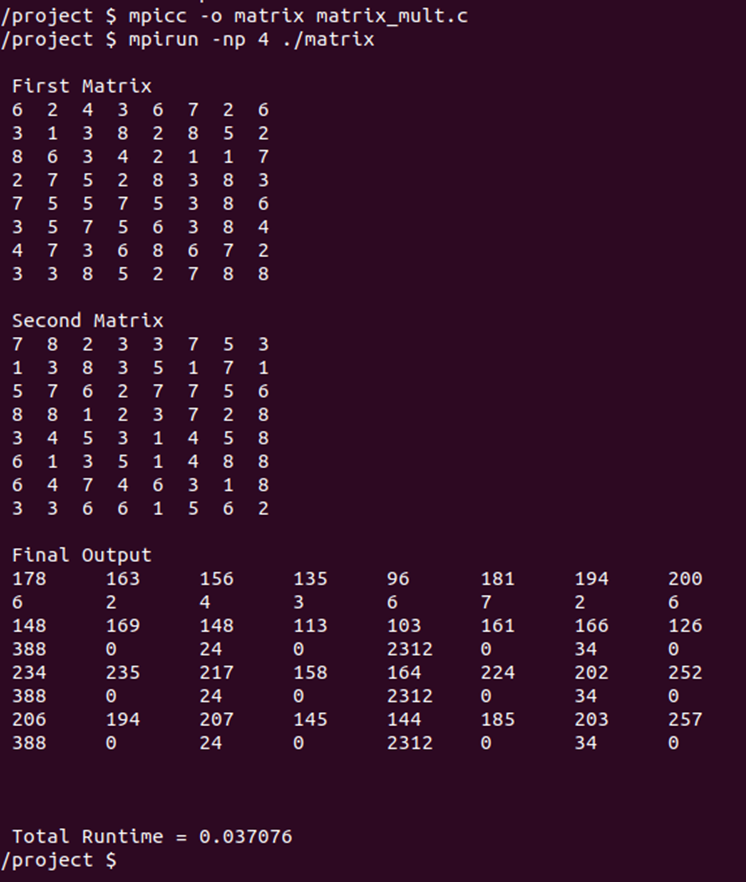 /project $ mpicc -o matrix matrix_mult.c
/project $ mpirun -np 4 ./matrix
First Matrix
6 2 4 3 6 7 2 6
3 1 3 8 2 8 5 2
8 6 3 4 2 1 1 7
2 7 5 2 8 3 8 3
7 5 5 7 5 3 8 6
3 5 7 5 6 3 8 4
4 7 3 6 8 6 7 2
3 3 8 5 2 7 8 8
Second Matrix
7 8 2 3 3 7 5 3
1 3 8 3 5 1 7 1
5 7 6 2 7 7 5 6
8 8 1 2 3 7 2 8
3 4 5 3 1 4 5 8
6 1 3 5 1 4 8 8
6 4 7 4 6 3 1 8
3 3 6 6 1 5 6 2
Final Output
178 163 156 135 96 181 194 200
6 2 4 3 6 7 2 6
148 169 148 113 103 161 166 126
388 0 24 0 2312 0 34 0
234 235 217 158 164 224 202 252
388 0 24 0 2312 0 34 0
206 194 207 145 144 185 203 257
388 0 24 0 2312 0 34 0
Total Runtime = 0.037076
/project $